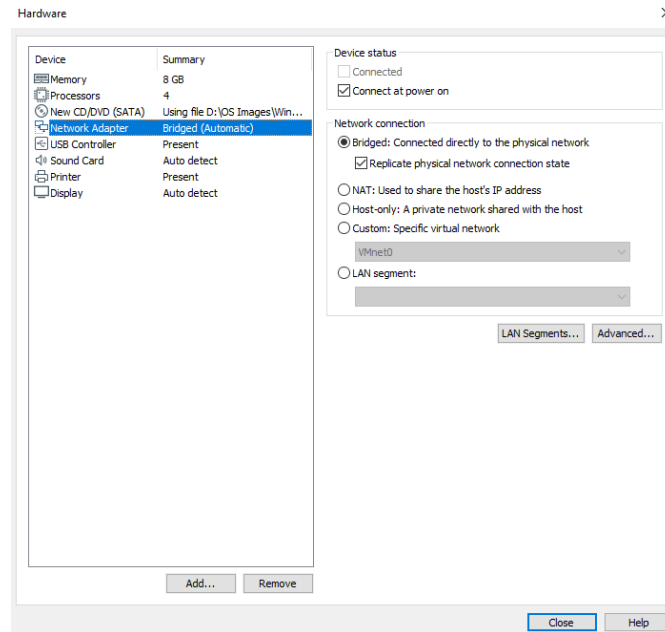 Hardware
Device Summary
Memory 8 GB
Processors 4
New CD/DVD (SATA) Using file D:\OS Images\Win...
Network Adapter Bridged (Automatic)
USB Controller Present
Sound Card Auto detect
Printer Present
Display Auto detect
Add... Remove
Device status
Connected
Connect at power on
Network connection
Bridged: Connected directly to the physical network
Replicate physical network connection state
NAT: Used to share the host's IP address
Host-only: A private network shared with the host
Custom: Specific virtual network
VMnet0
LAN segment:
LAN Segments... Advanced...
Close Help